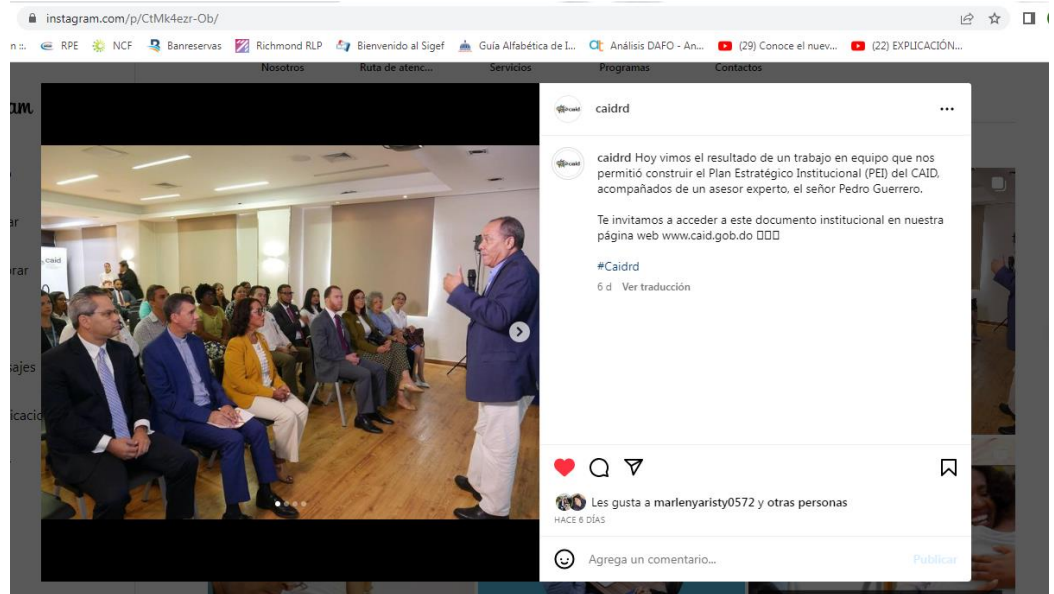 instagram.com/p/CtMk4ezr-Ob/
RPE NCF Banreservas Richmond RLP Bienvenido al Sigef Guía Alfabética de I... Análisis DAFO - An... (29) Conoce el nuev... (22) EXPLICACIÓN...
Nosotros Ruta de atenc... Servicios Programas Contactos
caidrd
caidrd Hoy vimos el resultado de un trabajo en equipo que nos
permitió construir el Plan Estratégico Institucional (PEI) del CAID,
acompañados de un asesor experto, el señor Pedro Guerrero.
Te invitamos a acceder a este documento institucional en nuestra
página web www.caid.gob.do
#Caidrd
6 d Ver traducción
caid
Les gusta a marlenyaristy0572 y otras personas
HACE 6 DÍAS
Agrega un comentario...
Publicar